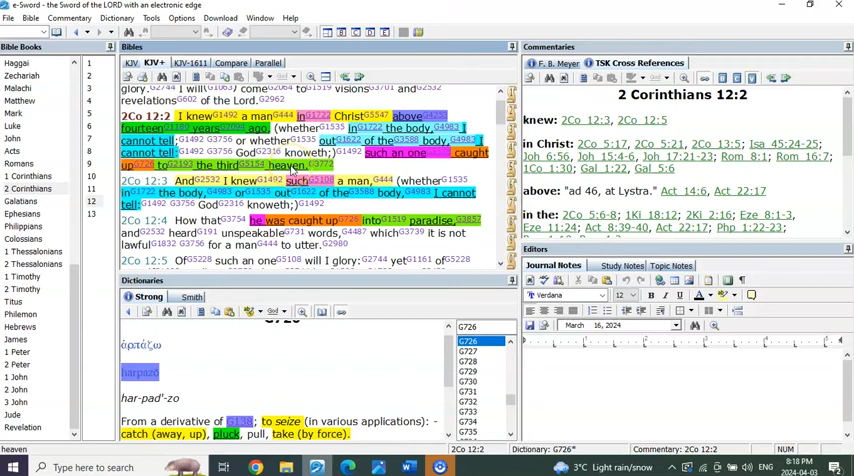 e-Sword - the Sword of the LORD with an electronic edge
File Bible Commentary Dictionary Tools Options Download Window Help
Bible Books
Haggai
Zechariah
Malachi
Matthew
Mark
Luke
John
Acts
Romans
1 Corinthians
2 Corinthians
Galatians
Ephesians
Philippians
Colossians
1 Thessalonians
2 Thessalonians
1 Timothy
2 Timothy
Titus
Philemon
Hebrews
James
1 Peter
2 Peter
1 John
2 John
3 John
Jude
Revelation
1
2
3
4
5
6
7
8
9
10
11
12
13
Bibles
KJV KJV+ KJV-1611 Compare Parallel
glory.G2744 I will(G1063) come G2064 to G1519 visions G3701 and G2532
revelations G602 of the Lord.G2962
2Co 12:2 I knew G1492 a man G444 in G1722 Christ G5547 above G4253
fourteen G1180 years G2094 ago, (whether G1535 in G1722 the body, G4983 I
cannot tell; G1492 G3756 or whether G1535 out G1622 of the body, G4983 I
cannot tell: G1492 G3756 God G2316 knoweth;) G1492 such an one G5108 caught
up G726 to G2193 the third G5154 heaven. G3772
2Co 12:3 And G2532 I knew G1492 such G5108 a man, G444 (whether G1535
in G1722 the body, G4983 or G1535 out G1622 of the body, G4983 I cannot
tell: G1492 G3756 God G2316 knoweth;) G1492
2Co 12:4 How that G3754 he was caught up G726 into G1519 paradise, G3857
and G2532 heard G191 unspeakable G731 words, G4487 which G3739 it is not
lawful G1832 G3756 for a man G444 to utter. G2980
2Co 12:5 Of G5228 such an one G5108 will I glory: G2744 yet G1161 of
Dictionaries
Strong Smith
G726
ἁρπάζω
harpazō
har-pad'-zo
From a derivative of G138; to seize (in various applications): -
catch (away, up), pluck, pull, take (by force).
G726
G726
G727
G728
G729
G730
G731
G732
G733
G734
G735
Commentaries
F. B. Meyer TSK Cross References
2 Corinthians 12:2
knew: 2Co 12:3, 2Co 12:5
in Christ: 2Co 5:17, 2Co 5:21, 2Co 13:5; Isa 45:24-25;
Joh 6:56, Joh 15:4-6, Joh 17:21-23; Rom 8:1; Rom 16:7;
1Co 1:30; Gal 1:22, Gal 5:6
above: "ad 46, at Lystra." Act 14:6, Act 22:17
in the: 2Co 5:6-8; 1Ki 18:12; 2Ki 2:16; Eze 8:1-3,
Eze 11:24; Act 8:39-40, Act 22:17; Php 1:22-23;
Editors
Journal Notes Study Notes Topic Notes
Verdana 12 B I U A
March 16, 2024
1 2 3 4 5
heaven
2Co 12:2 Dictionary: G726* Commentary: 2Co 12:2 NUM
Type here to search
3°C Light rain/snow
8:18 PM
2024-04-03